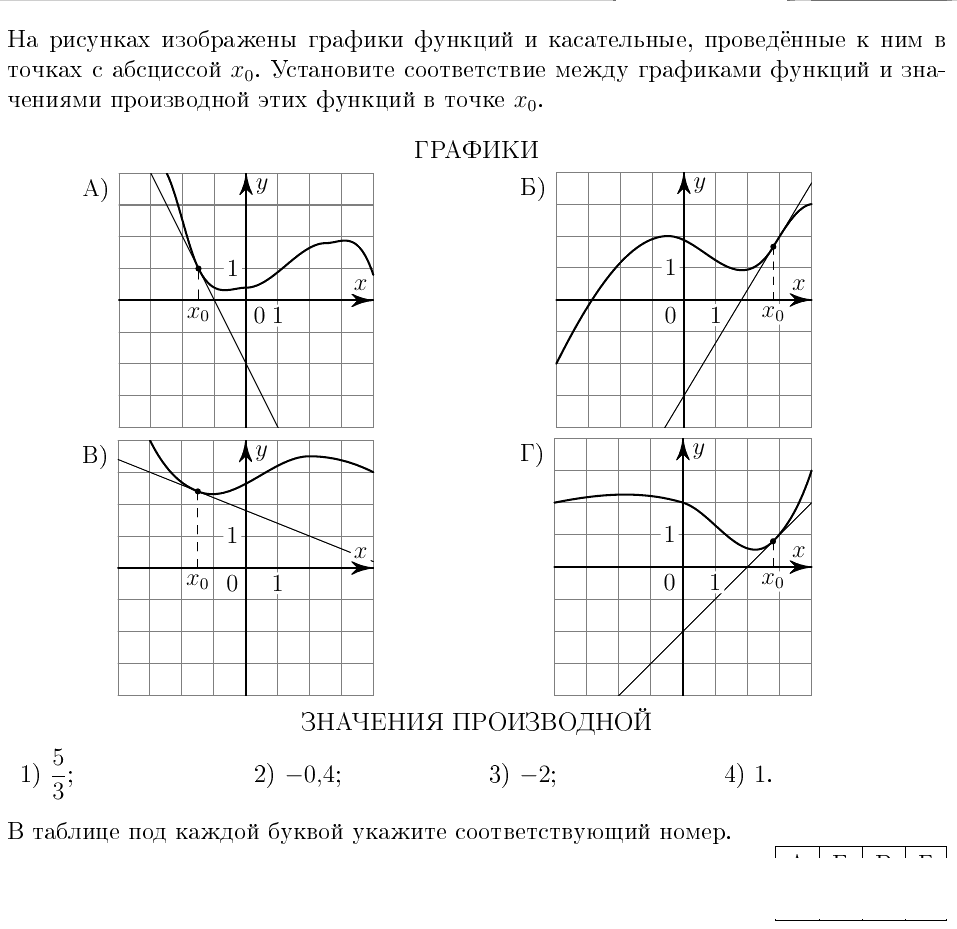 На рисунках изображены графики функций и касательные, проведённые к ним в
точках с абсциссой x₀. Установите соответствие между графиками функций и зна-
чениями производной этих функций в точке x₀.
ГРАФИКИ
А) y 1 x x₀ 0 1
Б) y 1 x 0 1 x₀
В) y 1 x x₀ 0 1
Г) y 1 x 0 1 x₀
ЗНАЧЕНИЯ ПРОИЗВОДНОЙ
1) 5/3; 2) −0,4; 3) −2; 4) 1.
В таблице под каждой буквой укажите соответствующий номер.